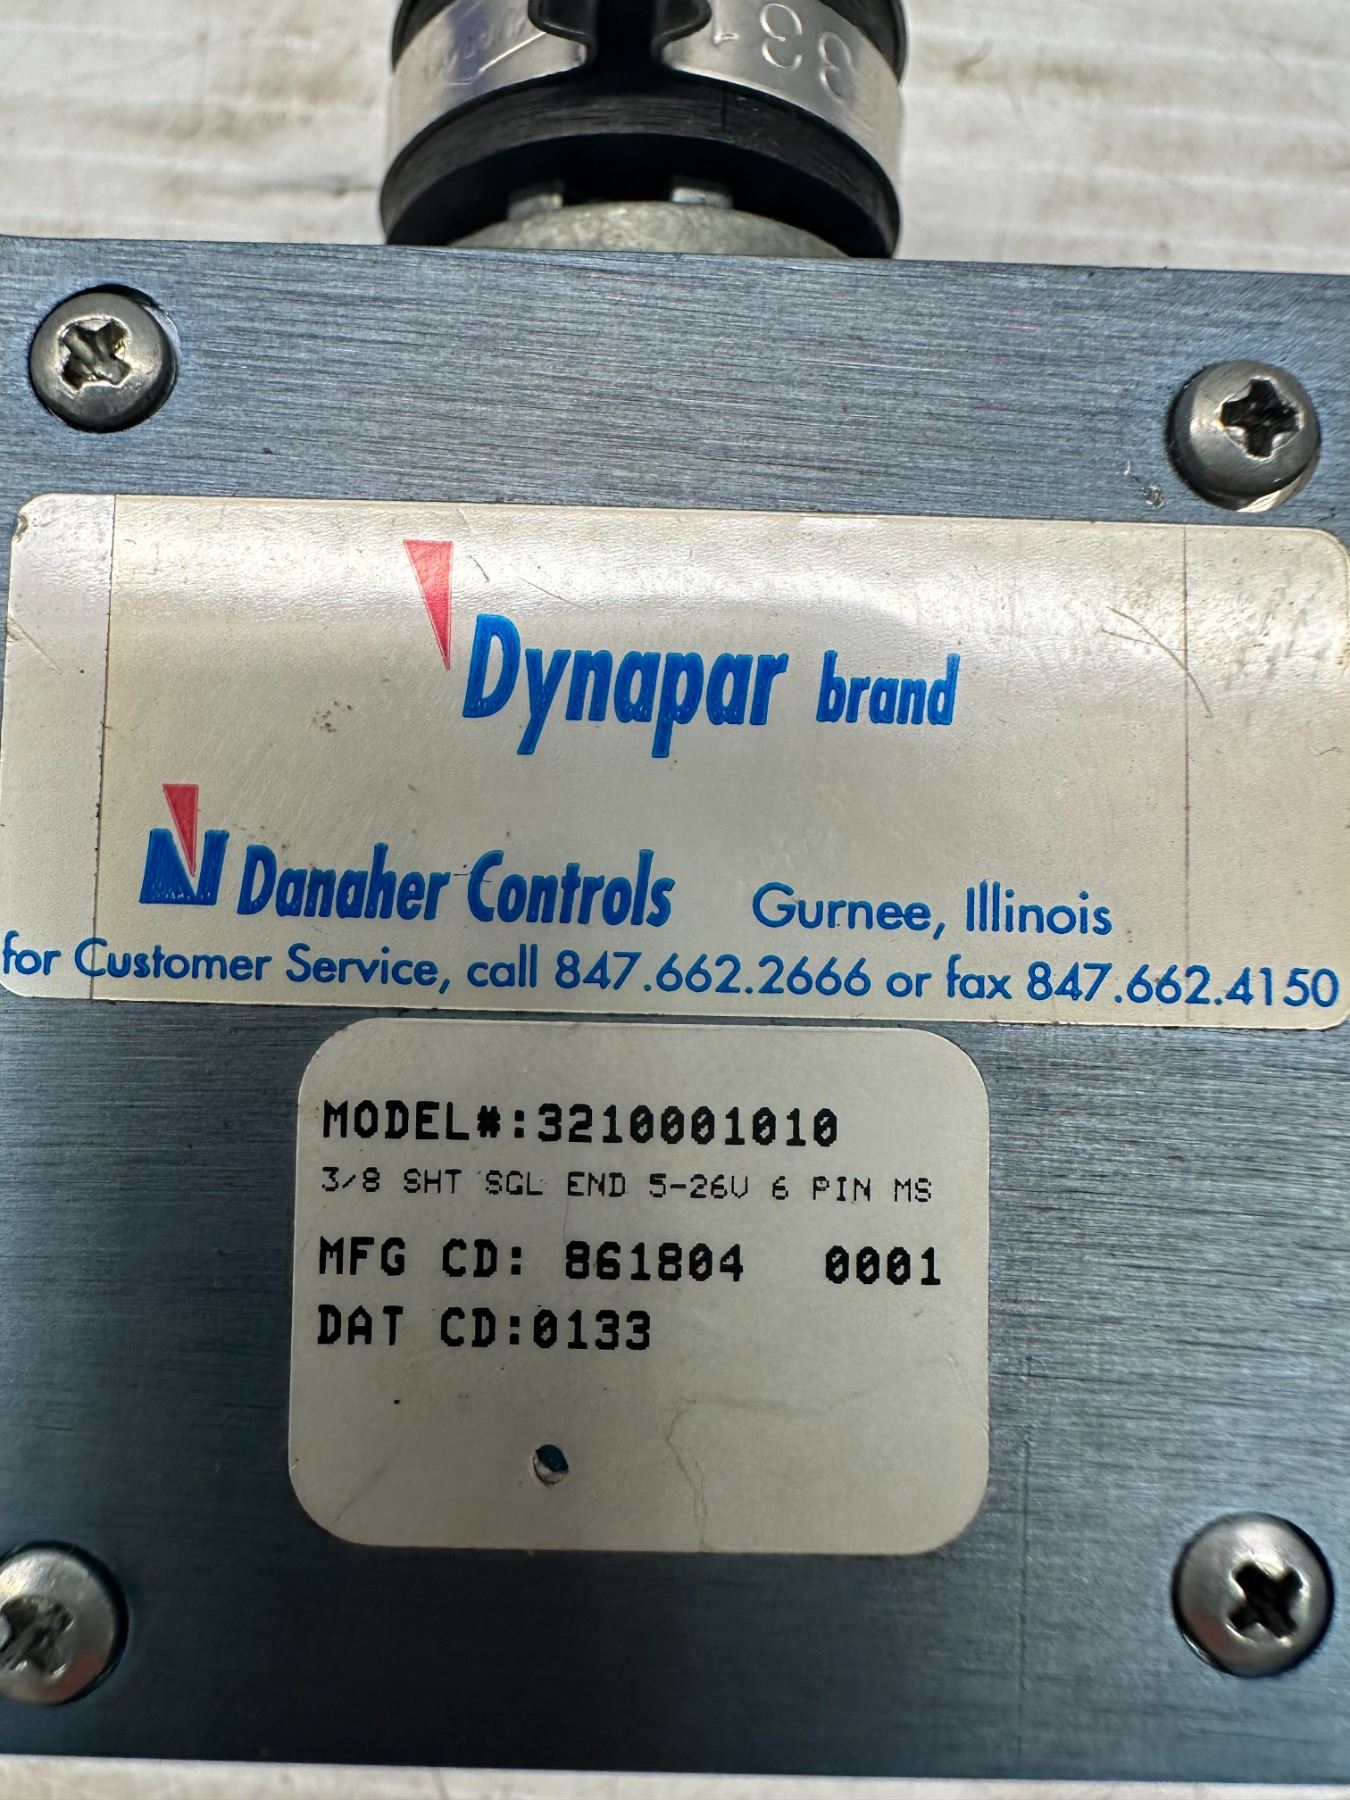 331
Dynapar brand
Danaher Controls Gurnee, Illinois
for Customer Service, call 847.662.2666 or fax 847.662.4150
MODEL#:3210001010
3/8 SHT SGL END 5-26V 6 PIN MS
MFG CD: 861804 0001
DAT CD:0133